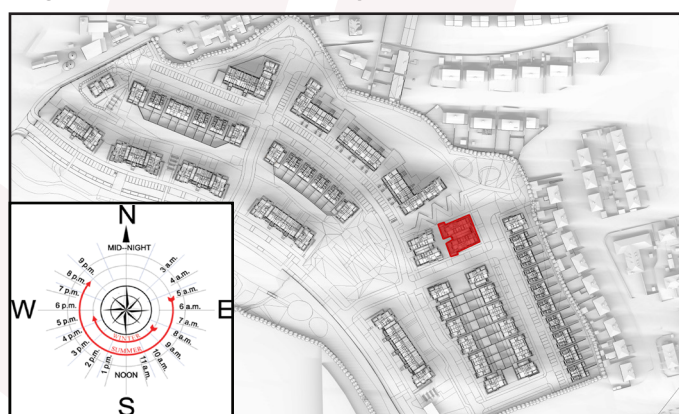 N
MID-NIGHT
9 p.m.
3 a.m.
8 p.m.
4 a.m.
7 p.m.
5 a.m.
W
6 p.m.
6 a.m.
E
5 p.m.
7 a.m.
4 p.m.
8 a.m.
3 p.m.
9 a.m.
2 p.m.
10 a.m.
1 p.m.
11 a.m.
WINTER
SUMMER
NOON
S